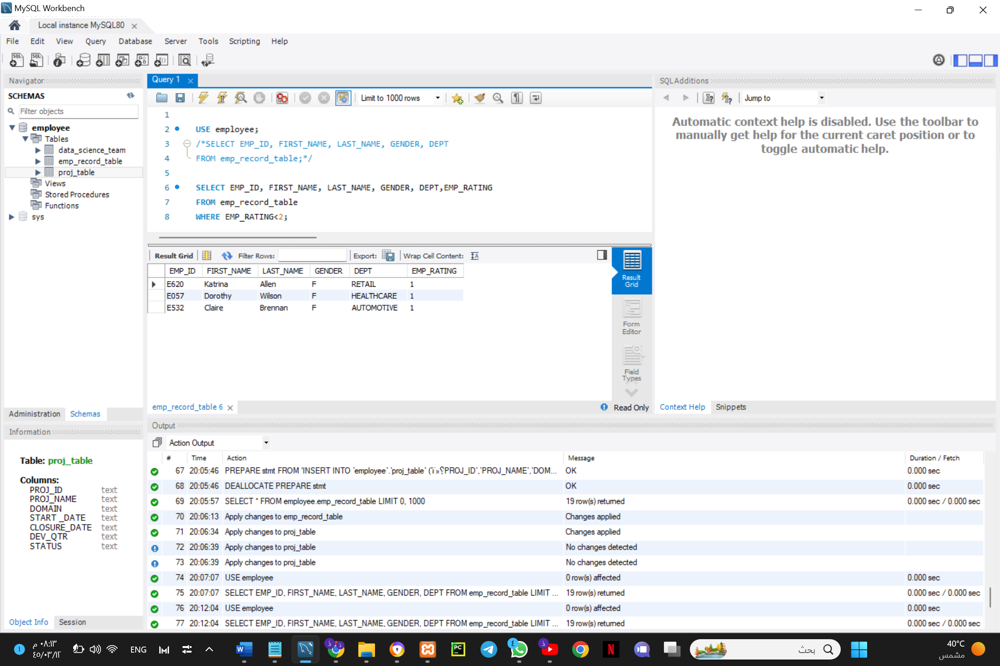 MySQL Workbench
Local instance MySQL80
File Edit View Query Database Server Tools Scripting Help
Navigator
SCHEMAS
Filter objects
employee
Tables
data_science_team
emp_record_table
proj_table
Views
Stored Procedures
Functions
sys
Administration Schemas
Information
Table: proj_table
Columns:
PROJ_ID text
PROJ_NAME text
DOMAIN text
START _DATE text
CLOSURE_DATE text
DEV_QTR text
STATUS text
Object Info Session
Query 1
Limit to 1000 rows
1
2 USE employee;
3 /*SELECT EMP_ID, FIRST_NAME, LAST_NAME, GENDER, DEPT
4 FROM emp_record_table;*/
5
6 SELECT EMP_ID, FIRST_NAME, LAST_NAME, GENDER, DEPT,EMP_RATING
7 FROM emp_record_table
8 WHERE EMP_RATING<2;
Result Grid Filter Rows: Export: Wrap Cell Content:
EMP_ID FIRST_NAME LAST_NAME GENDER DEPT EMP_RATING
E620 Katrina Allen F RETAIL 1
E057 Dorothy Wilson F HEALTHCARE 1
E532 Claire Brennan F AUTOMOTIVE 1
Result
Grid
Form
Editor
Field
Types
emp_record_table 6 Read Only
SQLAdditions
Jump to
Automatic context help is disabled. Use the toolbar to
manually get help for the current caret position or to
toggle automatic help.
Context Help Snippets
Output
Action Output
# Time Action Message Duration / Fetch
67 20:05:46 PREPARE stmt FROM 'INSERT INTO `employee`.`proj_table` (`ï»؟PROJ_ID`,`PROJ_NAME`,`DOM... OK 0.000 sec
68 20:05:46 DEALLOCATE PREPARE stmt OK 0.000 sec
69 20:05:57 SELECT * FROM employee.emp_record_table LIMIT 0, 1000 19 row(s) returned 0.000 sec / 0.000 sec
70 20:06:13 Apply changes to emp_record_table Changes applied
71 20:06:34 Apply changes to proj_table Changes applied
72 20:06:39 Apply changes to proj_table No changes detected
73 20:06:39 Apply changes to proj_table No changes detected
74 20:07:07 USE employee 0 row(s) affected 0.000 sec
75 20:07:07 SELECT EMP_ID, FIRST_NAME, LAST_NAME, GENDER, DEPT FROM emp_record_table LIMIT ... 19 row(s) returned 0.000 sec / 0.000 sec
76 20:12:04 USE employee 0 row(s) affected 0.000 sec
77 20:12:04 SELECT EMP_ID, FIRST_NAME, LAST_NAME, GENDER, DEPT FROM emp_record_table LIMIT ... 19 row(s) returned 0.000 sec / 0.000 sec
١
٠٨:١٣ م
٤٥/٠٣/١٢
ENG
بحث
40°C
مشمس